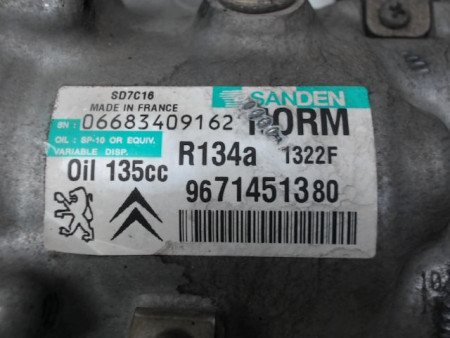 SD7C16
MADE IN FRANCE
SANDEN
SN: 06683409162
NORM
OIL: SP-10 OR EQUIV.
VARIABLE DISP.
R134a 1322F
Oil 135cc
9671451380